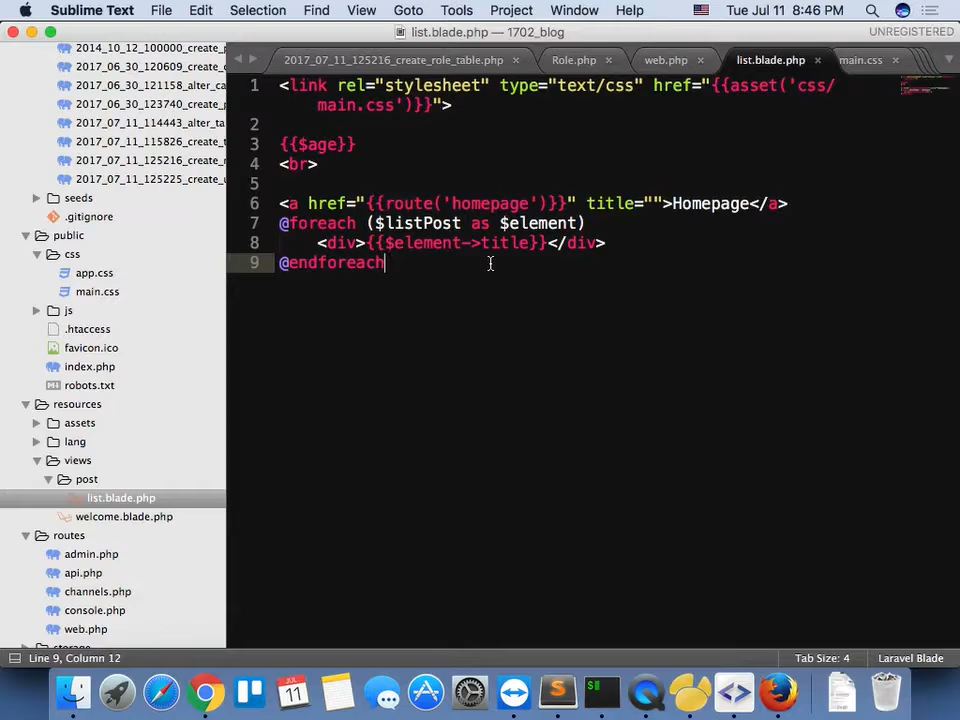 Sublime Text File Edit Selection Find View Goto Tools Project Window Help Tue Jul 11 8:46 PM
list.blade.php — 1702_blog UNREGISTERED
2014_10_12_100000_create_p
2017_06_30_120609_create_
2017_06_30_121158_alter_ca
2017_06_30_123740_create_p
2017_07_11_114443_alter_ta
2017_07_11_115826_create_t
2017_07_11_125216_create_r
2017_07_11_125225_create_u
seeds
.gitignore
public
css
app.css
main.css
js
.htaccess
favicon.ico
index.php
robots.txt
resources
assets
lang
views
post
list.blade.php
welcome.blade.php
routes
admin.php
api.php
channels.php
console.php
web.php
2017_07_11_125216_create_role_table.php Role.php web.php list.blade.php main.css
1 <link rel="stylesheet" type="text/css" href="{{asset('css/
main.css')}}">
2
3 {{$age}}
4 <br>
5
6 <a href="{{route('homepage')}}" title="">Homepage</a>
7 @foreach ($listPost as $element)
8 <div>{{$element->title}}</div>
9 @endforeach
Line 9, Column 12 Tab Size: 4 Laravel Blade
JUL
11